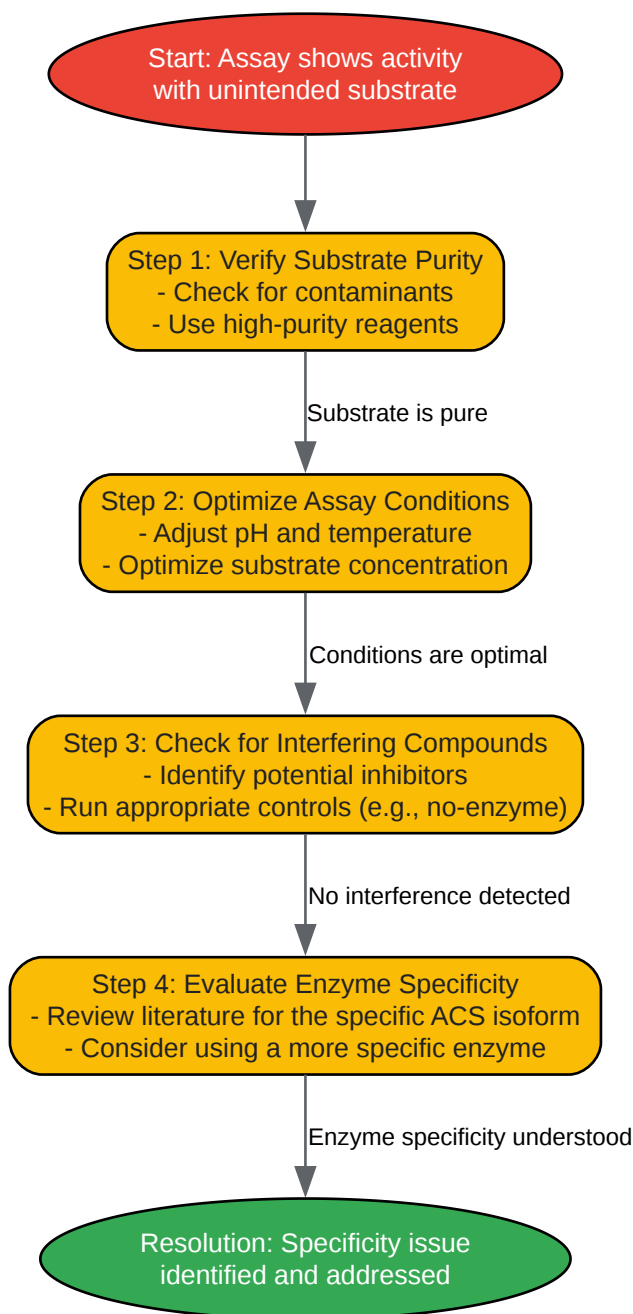 Start: Assay shows activity
with unintended substrate
Step 1: Verify Substrate Purity
- Check for contaminants
- Use high-purity reagents
Substrate is pure
Step 2: Optimize Assay Conditions
- Adjust pH and temperature
- Optimize substrate concentration
Conditions are optimal
Step 3: Check for Interfering Compounds
- Identify potential inhibitors
- Run appropriate controls (e.g., no-enzyme)
No interference detected
Step 4: Evaluate Enzyme Specificity
- Review literature for the specific ACS isoform
- Consider using a more specific enzyme
Enzyme specificity understood
Resolution: Specificity issue
identified and addressed